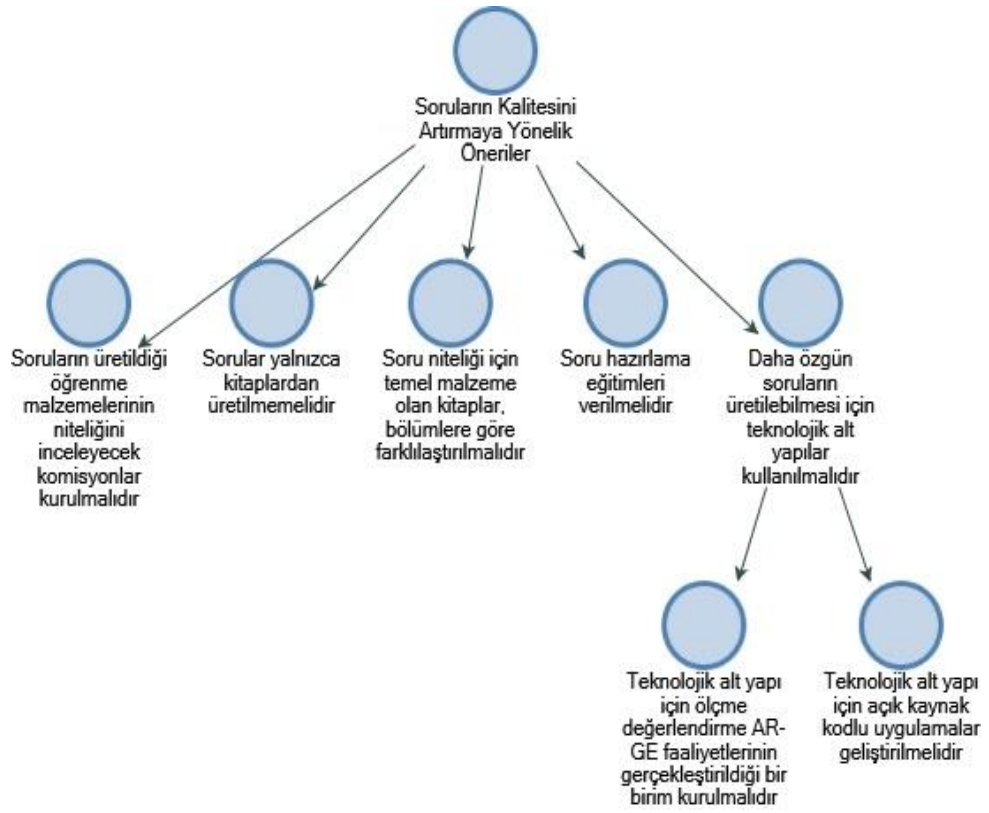 Soruların Kalitesini
Artırmaya Yönelik
Öneriler
Soruların üretildiği
öğrenme
malzemelerinin
niteliğini
inceleyecek
komisyonlar
kurulmalıdır
Sorular yalnızca
kitaplardan
üretilmemelidir
Soru niteliği için
temel malzeme
olan kitaplar,
bölümlere göre
farklılaştırılmalıdır
Soru hazırlama
eğitimleri
verilmelidir
Daha özgün
soruların
üretilebilmesi için
teknolojik alt
yapılar
kullanılmalıdır
Teknolojik alt yapı
için ölçme
değerlendirme AR-
GE faaliyetlerinin
gerçekleştirildiği bir
birim kurulmalıdır
Teknolojik alt yapı
için açık kaynak
kodlu uygulamalar
geliştirilmelidir